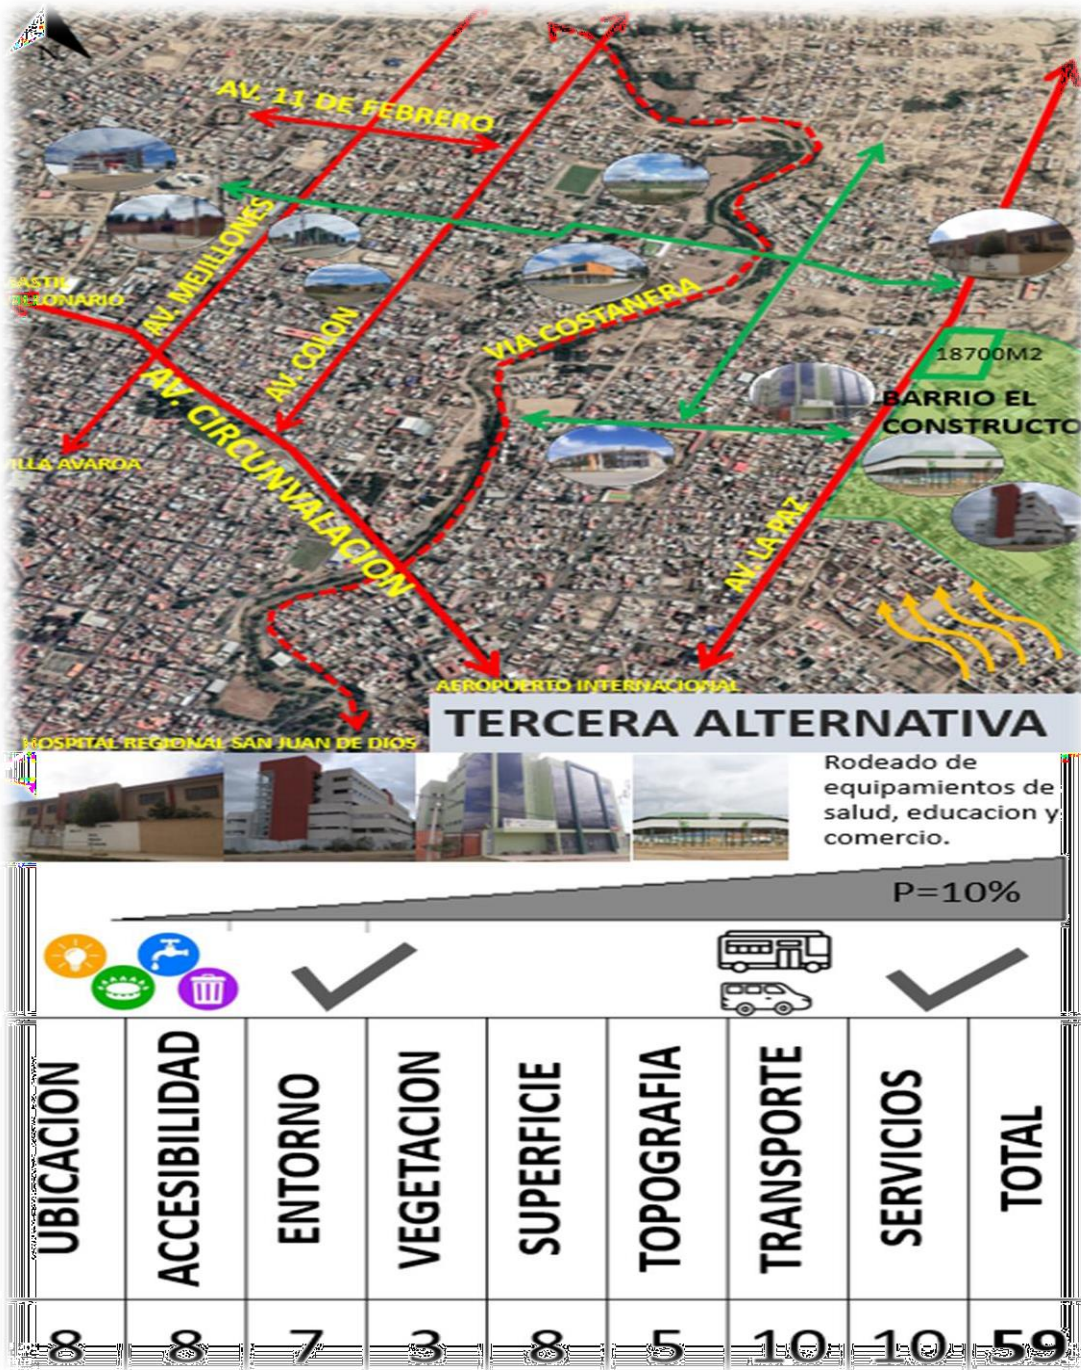 AV. 11 DE FEBRERO
AV. MEJILLONES
AV. COLON
VIA COSTANERA
AV. CIRCUNVALACION
18700M2
BARRIO EL
CONSTRUCTO
AV. LA PAZ
AVAROA
AEROPUERTO INTERNACIONAL
HOSPITAL REGIONAL SAN JUAN DE DIOS
TERCERA ALTERNATIVA
Rodeado de
equipamientos de
salud, educacion y
comercio.
P=10%
UBICACION
ACCESIBILIDAD
ENTORNO
VEGETACION
SUPERFICIE
TOPOGRAFIA
TRANSPORTE
SERVICIOS
TOTAL
8 8 7 3 8 5 10 10 59